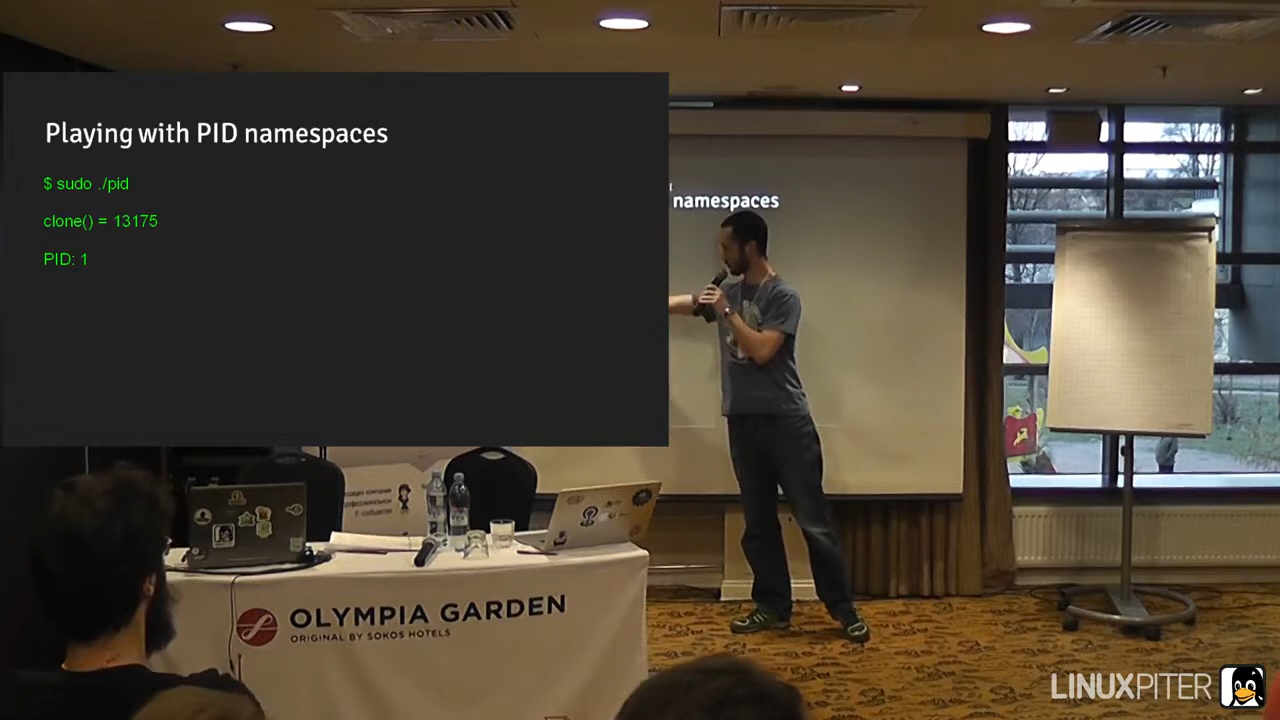 Playing with PID namespaces
$ sudo ./pid
clone() = 13175
PID: 1
namespaces
OLYMPIA GARDEN
ORIGINAL BY SOKOS HOTELS
LINUXPITER